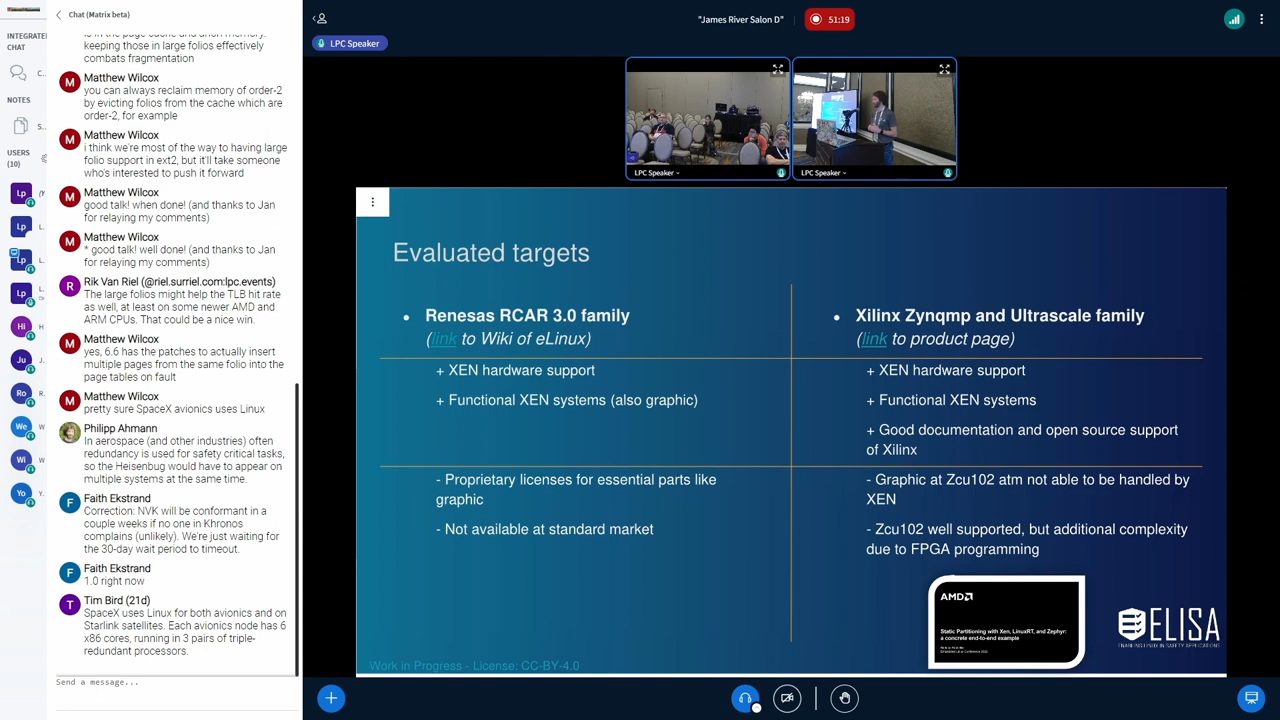 Chat (Matrix beta)
INTEGRATE
CHAT
C..
NOTES
S...
USERS
(10)
Lp
Lp
L..
Lp
L..
Lp
Hi
H
Ju
J.
Ro
R..
We
W
Wi
W
Yo
Y.
is in the page cache and anon memory.
keeping those in large folios effectively
combats fragmentation
M
Matthew Wilcox
you can always reclaim memory of order-2
by evicting folios from the cache which are
order-2, for example
M
Matthew Wilcox
i think we're most of the way to having large
folio support in ext2, but it'll take someone
who's interested to push it forward
M
Matthew Wilcox
good talk! when done! (and thanks to Jan
for relaying my comments)
M
Matthew Wilcox
* good talk! well done! (and thanks to Jan
for relaying my comments)
R
Rik Van Riel (@riel.surriel.com:lpc.events)
The large folios might help the TLB hit rate
as well, at least on some newer AMD and
ARM CPUs. That could be a nice win.
M
Matthew Wilcox
yes, 6.6 has the patches to actually insert
multiple pages from the same folio into the
page tables on fault
M
Matthew Wilcox
pretty sure SpaceX avionics uses Linux
Philipp Ahmann
In aerospace (and other industries) often
redundancy is used for safety critical tasks,
so the Heisenbug would have to appear on
multiple systems at the same time.
F
Faith Ekstrand
Correction: NVK will be conformant in a
couple weeks if no one in Khronos
complains (unlikely). We're just waiting for
the 30-day wait period to timeout.
F
Faith Ekstrand
1.0 right now
T
Tim Bird (21d)
SpaceX uses Linux for both avionics and on
Starlink satellites. Each avionics node has 6
x86 cores, running in 3 pairs of triple-
redundant processors.
Send a message...
"James River Salon D"
51:19
LPC Speaker
LPC Speaker
LPC Speaker
Evaluated targets
• Renesas RCAR 3.0 family
(link to Wiki of eLinux)
+ XEN hardware support
+ Functional XEN systems (also graphic)
- Proprietary licenses for essential parts like
graphic
- Not available at standard market
• Xilinx Zynqmp and Ultrascale family
(link to product page)
+ XEN hardware support
+ Functional XEN systems
+ Good documentation and open source support
of Xilinx
- Graphic at Zcu102 atm not able to be handled by
XEN
- Zcu102 well supported, but additional complexity
due to FPGA programming
AMD
Static Partitioning with Xen, LinuxRT, and Zephyr:
a concrete end-to-end example
ELISA
ENABLING LINUX IN SAFETY APPLICATIONS
Work in Progress - License: CC-BY-4.0